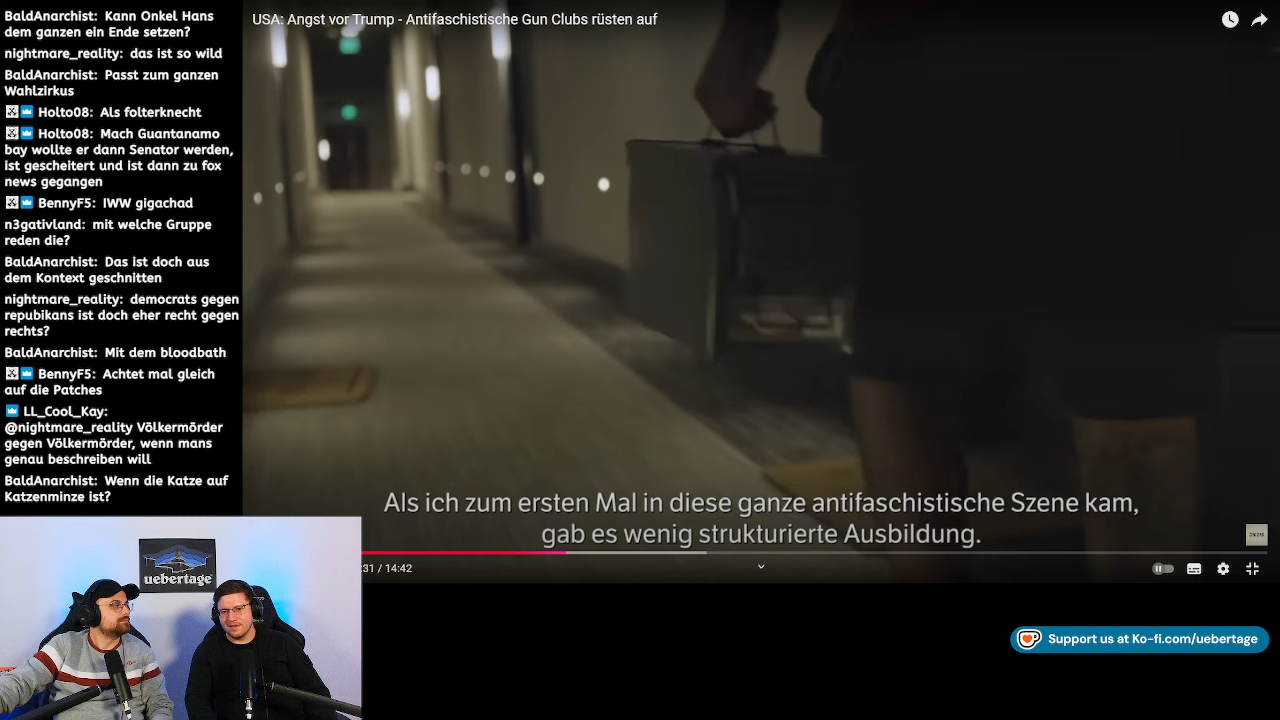 BaldAnarchist: Kann Onkel Hans
dem ganzen ein Ende setzen?
nightmare_reality: das ist so wild
BaldAnarchist: Passt zum ganzen
Wahlzirkus
Holto08: Als folterknecht
Holto08: Mach Guantanamo
bay wollte er dann Senator werden,
ist gescheitert und ist dann zu fox
news gegangen
BennyF5: IWW gigachad
n3gativland: mit welche Gruppe
reden die?
BaldAnarchist: Das ist doch aus
dem Kontext geschnitten
nightmare_reality: democrats gegen
repubikans ist doch eher recht gegen
rechts?
BaldAnarchist: Mit dem bloodbath
BennyF5: Achtet mal gleich
auf die Patches
LL_Cool_Kay:
@nightmare_reality Völkermörder
gegen Völkermörder, wenn mans
genau beschreiben will
BaldAnarchist: Wenn die Katze auf
Katzenminze ist?
USA: Angst vor Trump - Antifaschistische Gun Clubs rüsten auf
Als ich zum ersten Mal in diese ganze antifaschistische Szene kam,
gab es wenig strukturierte Ausbildung.
:31 / 14:42
uebertage
Support us at Ko-fi.com/uebertage